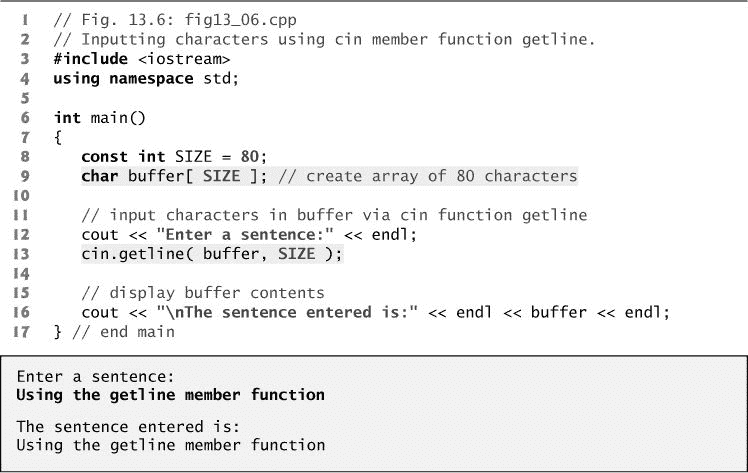 1 // Fig. 13.6: fig13_06.cpp
2 // Inputting characters using cin member function getline.
3 #include <iostream>
4 using namespace std;
5
6 int main()
7 {
8 const int SIZE = 80;
9 char buffer[ SIZE ]; // create array of 80 characters
10
11 // input characters in buffer via cin function getline
12 cout << "Enter a sentence:" << endl;
13 cin.getline( buffer, SIZE );
14
15 // display buffer contents
16 cout << "\nThe sentence entered is:" << endl << buffer << endl;
17 } // end main
Enter a sentence:
Using the getline member function
The sentence entered is:
Using the getline member function